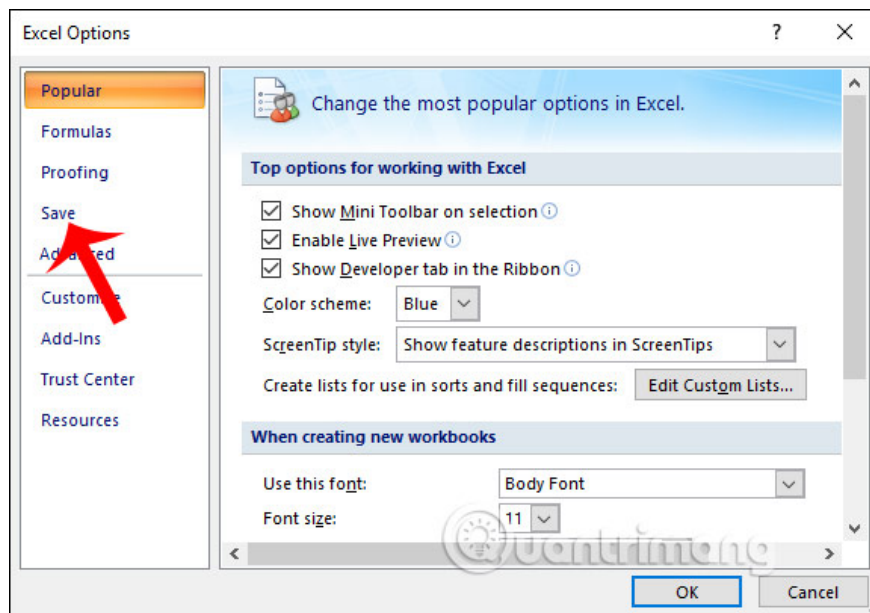 Excel Options
Popular
Formulas
Proofing
Save
Advanced
Customize
Add-Ins
Trust Center
Resources
Change the most popular options in Excel.
Top options for working with Excel
Show Mini Toolbar on selection
Enable Live Preview
Show Developer tab in the Ribbon
Color scheme: Blue
ScreenTip style: Show feature descriptions in ScreenTips
Create lists for use in sorts and fill sequences: Edit Custom Lists...
When creating new workbooks
Use this font: Body Font
Font size: 11
Quantrimang
OK Cancel